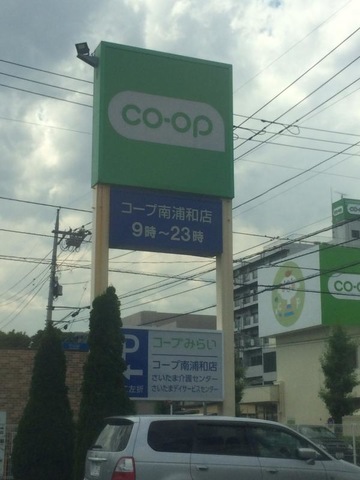 co-op
コープ南浦和店
9時～23時
P
コープみらい
コープ南浦和店
さいたま介護センター
さいたまデイサービスセンター
co-op